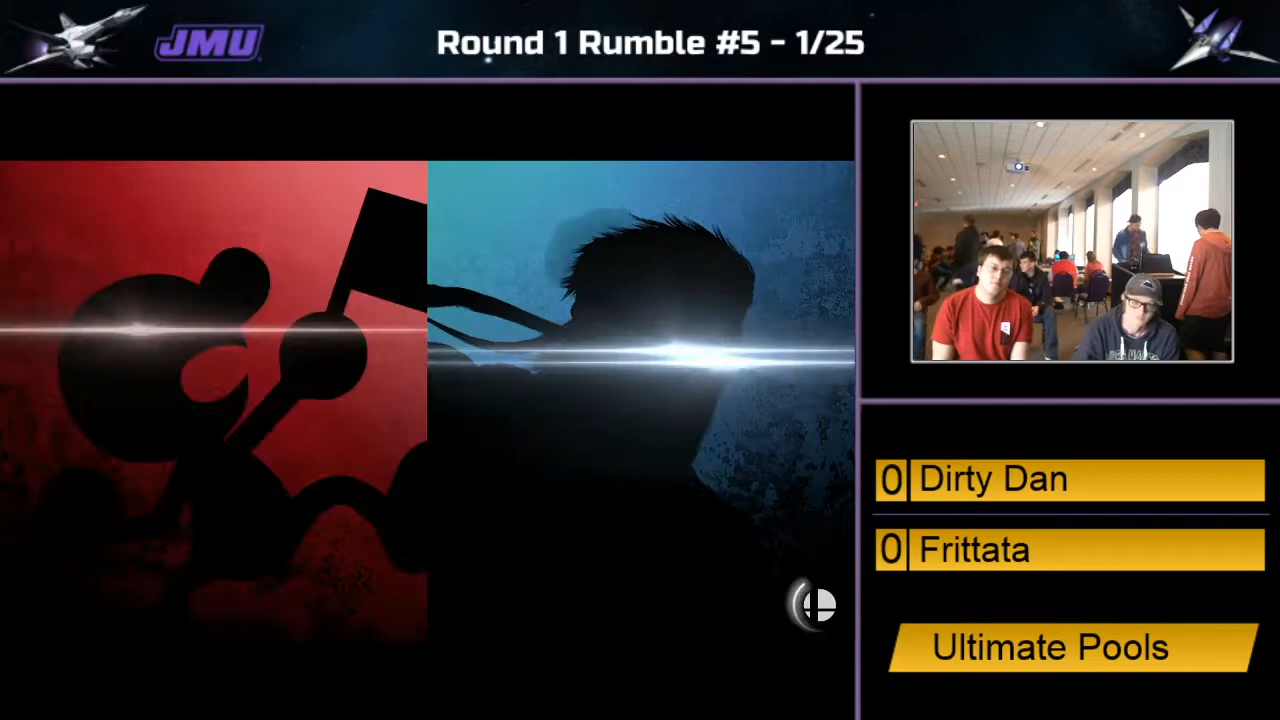 JMU
Round 1 Rumble #5 - 1/25
0 Dirty Dan
0 Frittata
Ultimate Pools